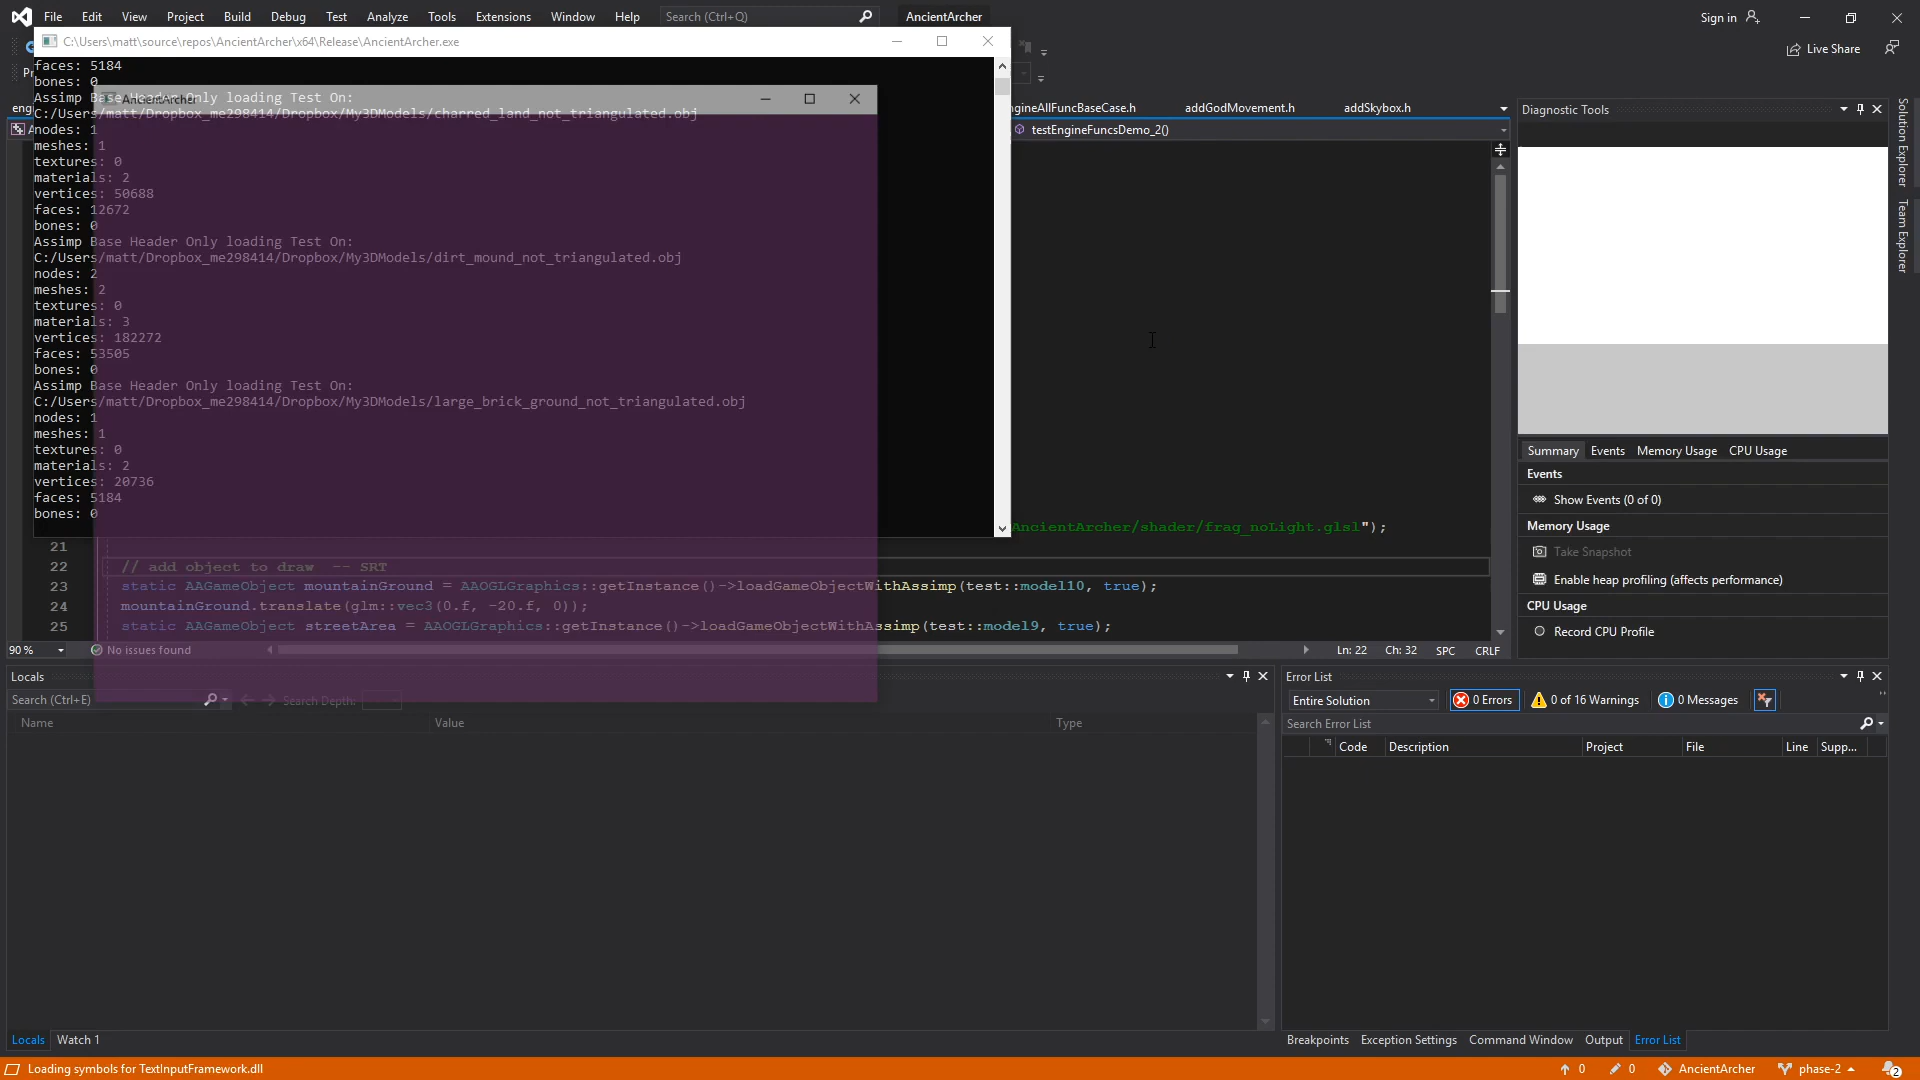 File Edit View Project Build Debug Test Analyze Tools Extensions Window Help Search (Ctrl+Q) AncientArcher Sign in
C:\Users\matt\source\repos\AncientArcher\x64\Release\AncientArcher.exe
Live Share
faces: 5184
bones: 0
Assimp Base Header Only loading Test On:
AncientArcher
C:/Users/matt/Dropbox_me298414/Dropbox/My3DModels/charred_land_not_triangulated.obj
nodes: 1
meshes: 1
textures: 0
materials: 2
vertices: 50688
faces: 12672
bones: 0
Assimp Base Header Only loading Test On:
C:/Users/matt/Dropbox_me298414/Dropbox/My3DModels/dirt_mound_not_triangulated.obj
nodes: 2
meshes: 2
textures: 0
materials: 3
vertices: 182272
faces: 53505
bones: 0
Assimp Base Header Only loading Test On:
C:/Users/matt/Dropbox_me298414/Dropbox/My3DModels/large_brick_ground_not_triangulated.obj
nodes: 1
meshes: 1
textures: 0
materials: 2
vertices: 20736
faces: 5184
bones: 0
ngineAllFuncBaseCase.h addGodMovement.h addSkybox.h
testEngineFuncsDemo_2()
AncientArcher/shader/frag_noLight.glsl");
21
22 // add object to draw -- SRT
23 static AAGameObject mountainGround = AAOGLGraphics::getInstance()->loadGameObjectWithAssimp(test::model10, true);
24 mountainGround.translate(glm::vec3(0.f, -20.f, 0));
25 static AAGameObject streetArea = AAOGLGraphics::getInstance()->loadGameObjectWithAssimp(test::model9, true);
90 % No issues found Ln: 22 Ch: 32 SPC CRLF
Diagnostic Tools
Summary Events Memory Usage CPU Usage
Events
Show Events (0 of 0)
Memory Usage
Take Snapshot
Enable heap profiling (affects performance)
CPU Usage
Record CPU Profile
Solution Explorer
Team Explorer
Locals
Search (Ctrl+E) Search Depth:
Name Value Type
Locals Watch 1
Error List
Entire Solution 0 Errors 0 of 16 Warnings 0 Messages
Search Error List
Code Description Project File Line Supp...
Breakpoints Exception Settings Command Window Output Error List
Loading symbols for TextInputFramework.dll 0 0 AncientArcher phase-2 2